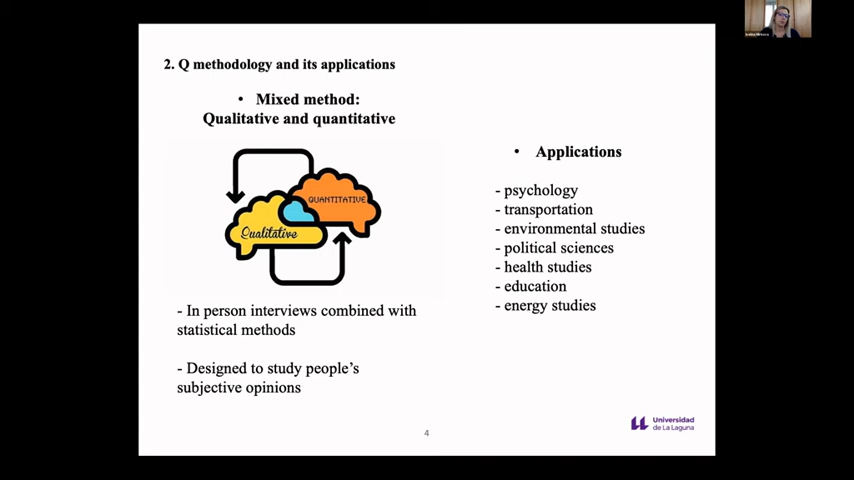 2. Q methodology and its applications
• Mixed method:
Qualitative and quantitative
QUANTITATIVE
Qualitative
- In person interviews combined with
statistical methods
- Designed to study people's
subjective opinions
• Applications
- psychology
- transportation
- environmental studies
- political sciences
- health studies
- education
- energy studies
4
Universidad
de La Laguna